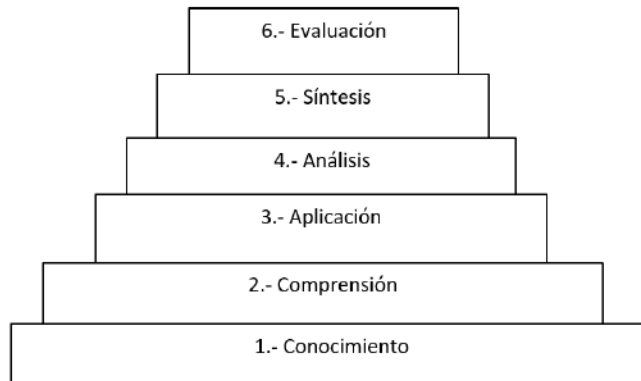 6.- Evaluación
5.- Síntesis
4.- Análisis
3.- Aplicación
2.- Comprensión
1.- Conocimiento